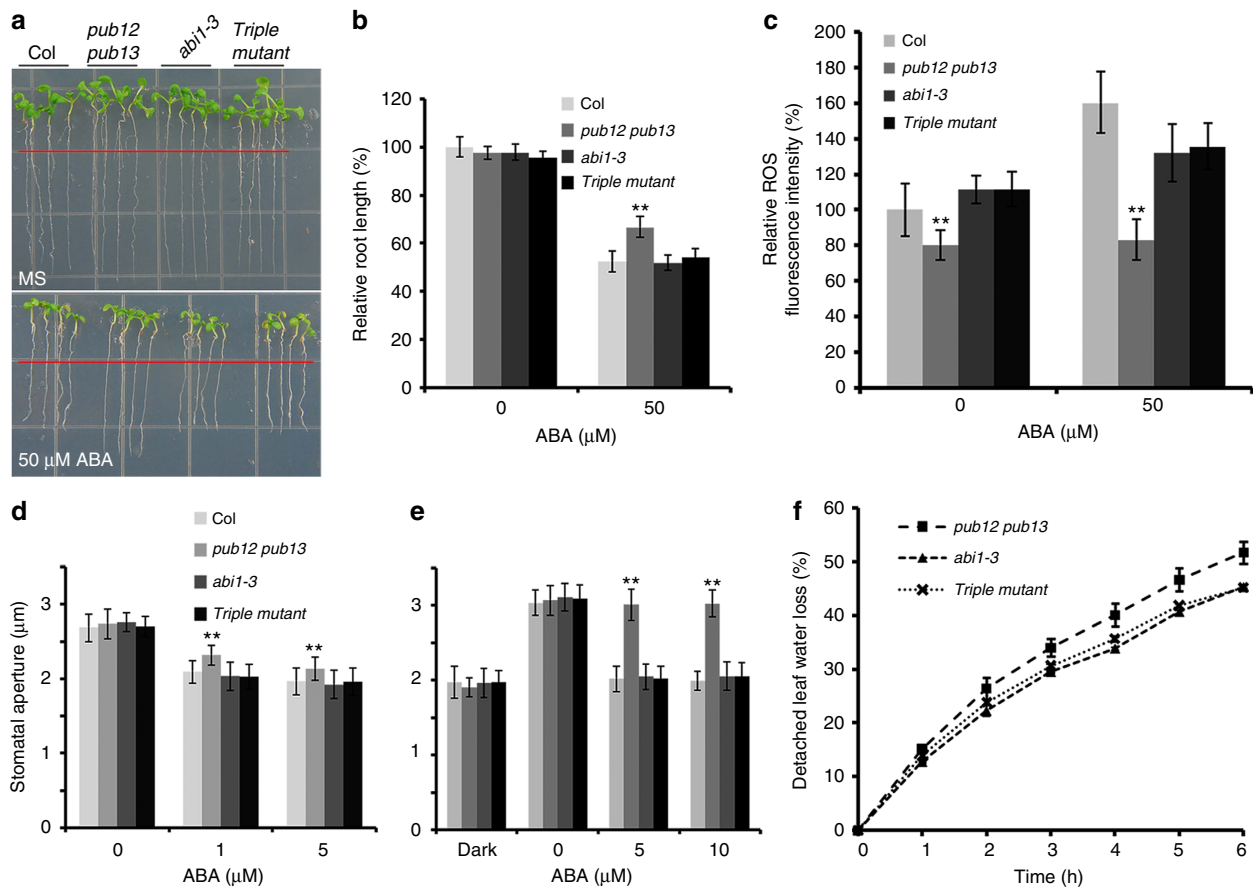 a
Col
pub12
pub13
abi1-3
Triple
mutant
MS
50 μM ABA
b
Relative root length (%)
120
100
80
60
40
20
0
Col
pub12 pub13
abi1-3
Triple mutant
**
0
50
ABA (μM)
c
Relative ROS
fluorescence intensity (%)
200
180
160
140
120
100
80
60
40
20
0
Col
pub12 pub13
abi1-3
Triple mutant
**
**
0
50
ABA (μM)
d
Stomatal aperture (μm)
3
2
1
0
Col
pub12 pub13
abi1-3
Triple mutant
**
**
0
1
5
ABA (μM)
e
3
2
1
0
**
**
Dark
0
5
10
ABA (μM)
f
Detached leaf water loss (%)
60
50
40
30
20
10
0
pub12 pub13
abi1-3
Triple mutant
0
1
2
3
4
5
6
Time (h)